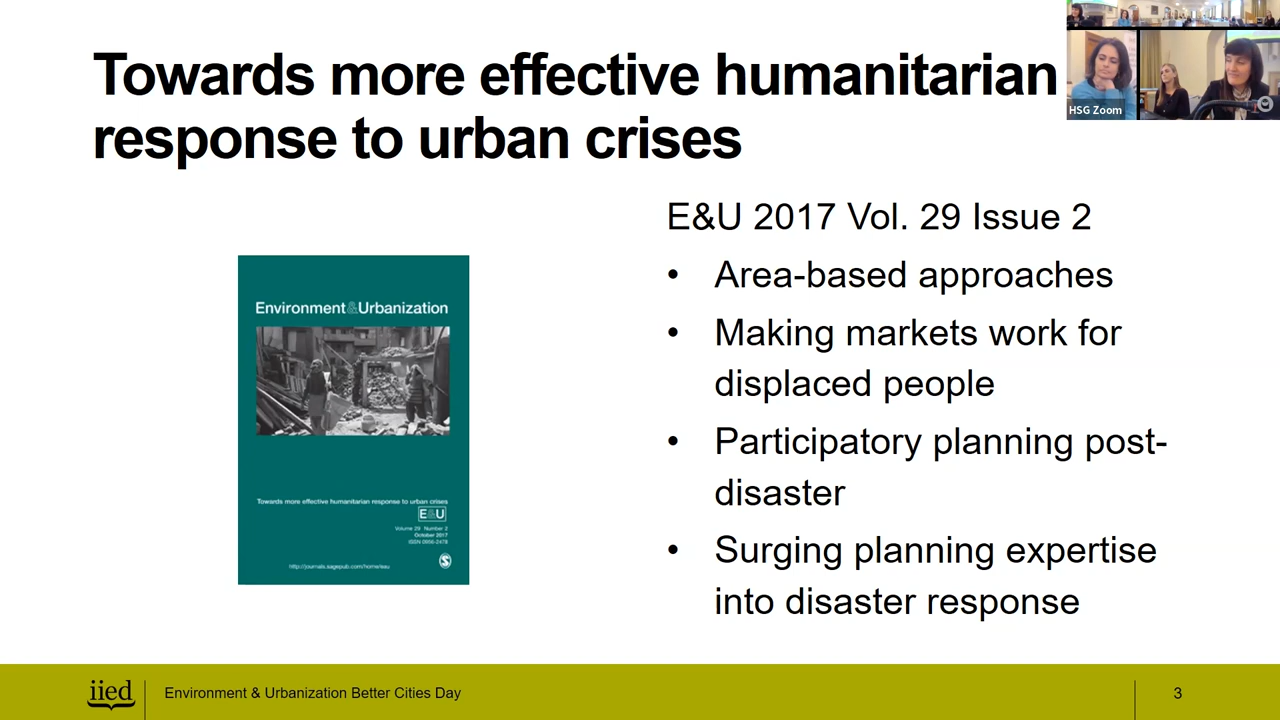 Towards more effective humanitarian
response to urban crises
HSG Zoom
E&U 2017 Vol. 29 Issue 2
• Area-based approaches
• Making markets work for
displaced people
• Participatory planning post-
disaster
• Surging planning expertise
into disaster response
Environment&Urbanization
Towards more effective humanitarian response to urban crises
E&U
Volume 29 Number 2
October 2017
ISSN 0956-2478
http://journals.sagepub.com/home/eau
iied
Environment & Urbanization Better Cities Day
3